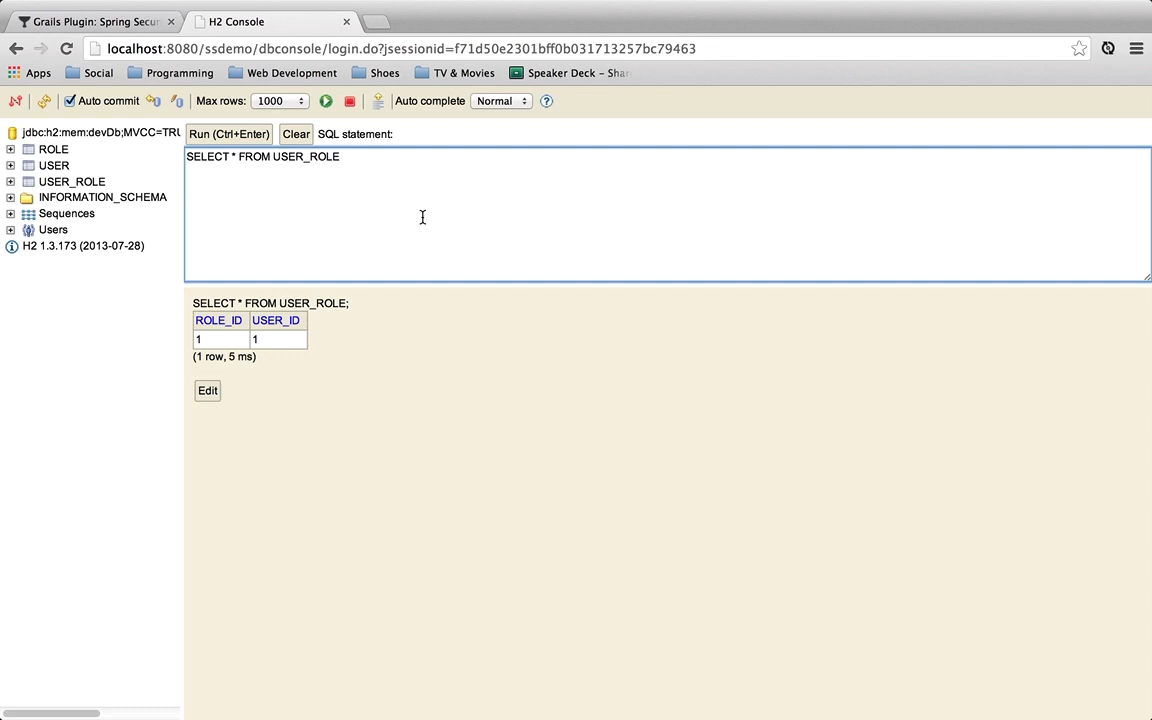 Grails Plugin: Spring Secur
H2 Console
localhost:8080/ssdemo/dbconsole/login.do?jsessionid=f71d50e2301bff0b031713257bc79463
Apps Social Programming Web Development Shoes TV & Movies Speaker Deck – Shar
Auto commit Max rows: 1000 Auto complete Normal
jdbc:h2:mem:devDb;MVCC=TRU
ROLE
USER
USER_ROLE
INFORMATION_SCHEMA
Sequences
Users
H2 1.3.173 (2013-07-28)
Run (Ctrl+Enter) Clear SQL statement:
SELECT * FROM USER_ROLE
SELECT * FROM USER_ROLE;
ROLE_ID USER_ID
1 1
(1 row, 5 ms)
Edit